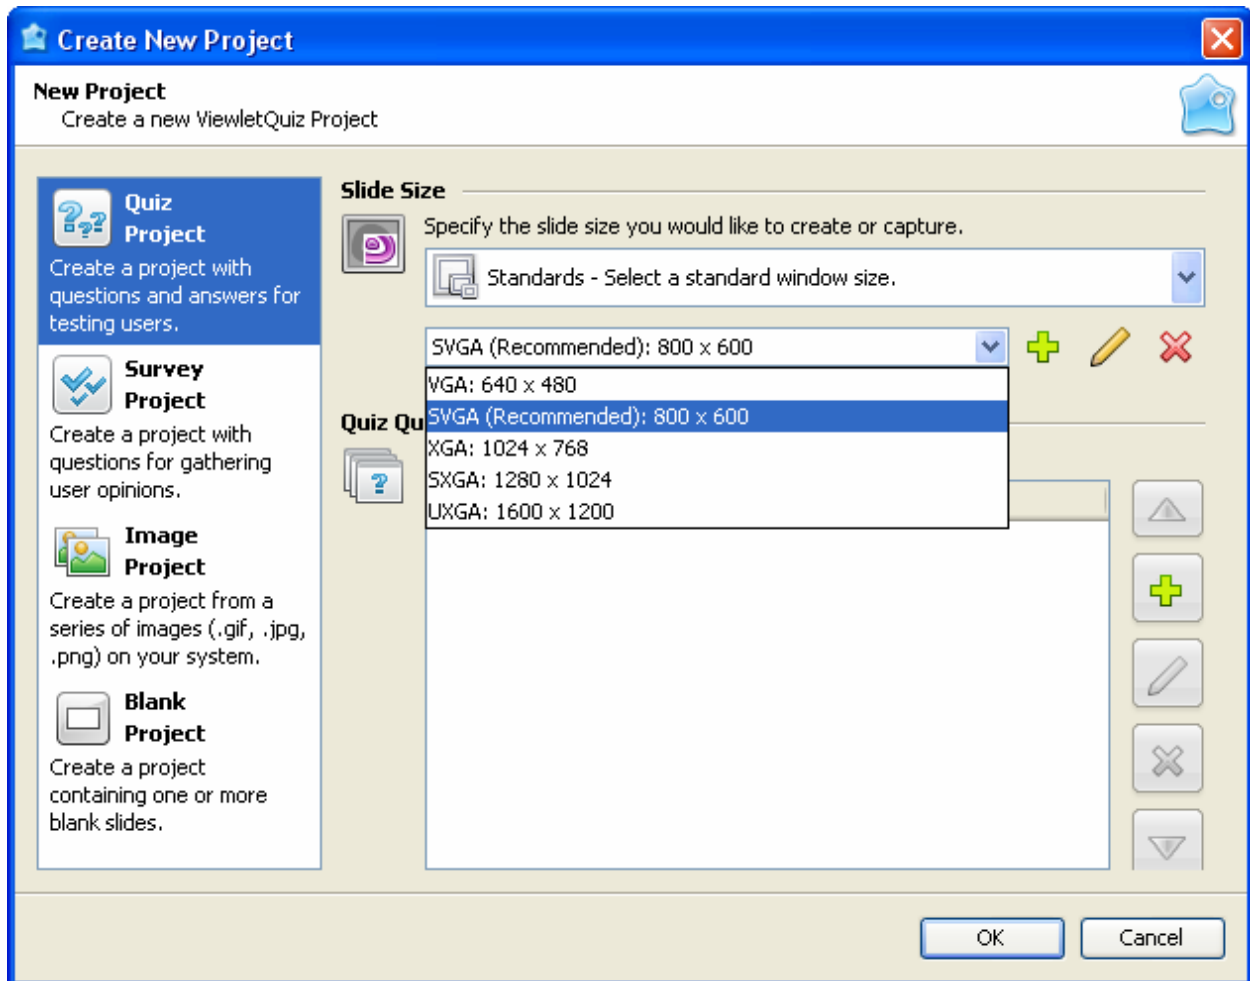 Create New Project
New Project
Create a new ViewletQuiz Project
Quiz
Project
Create a project with
questions and answers for
testing users.
Survey
Project
Create a project with
questions for gathering
user opinions.
Image
Project
Create a project from a
series of images (.gif, .jpg,
.png) on your system.
Blank
Project
Create a project
containing one or more
blank slides.
Slide Size
Specify the slide size you would like to create or capture.
Standards - Select a standard window size.
SVGA (Recommended): 800 x 600
VGA: 640 x 480
SVGA (Recommended): 800 x 600
XGA: 1024 x 768
SXGA: 1280 x 1024
UXGA: 1600 x 1200
Quiz Qu
OK
Cancel